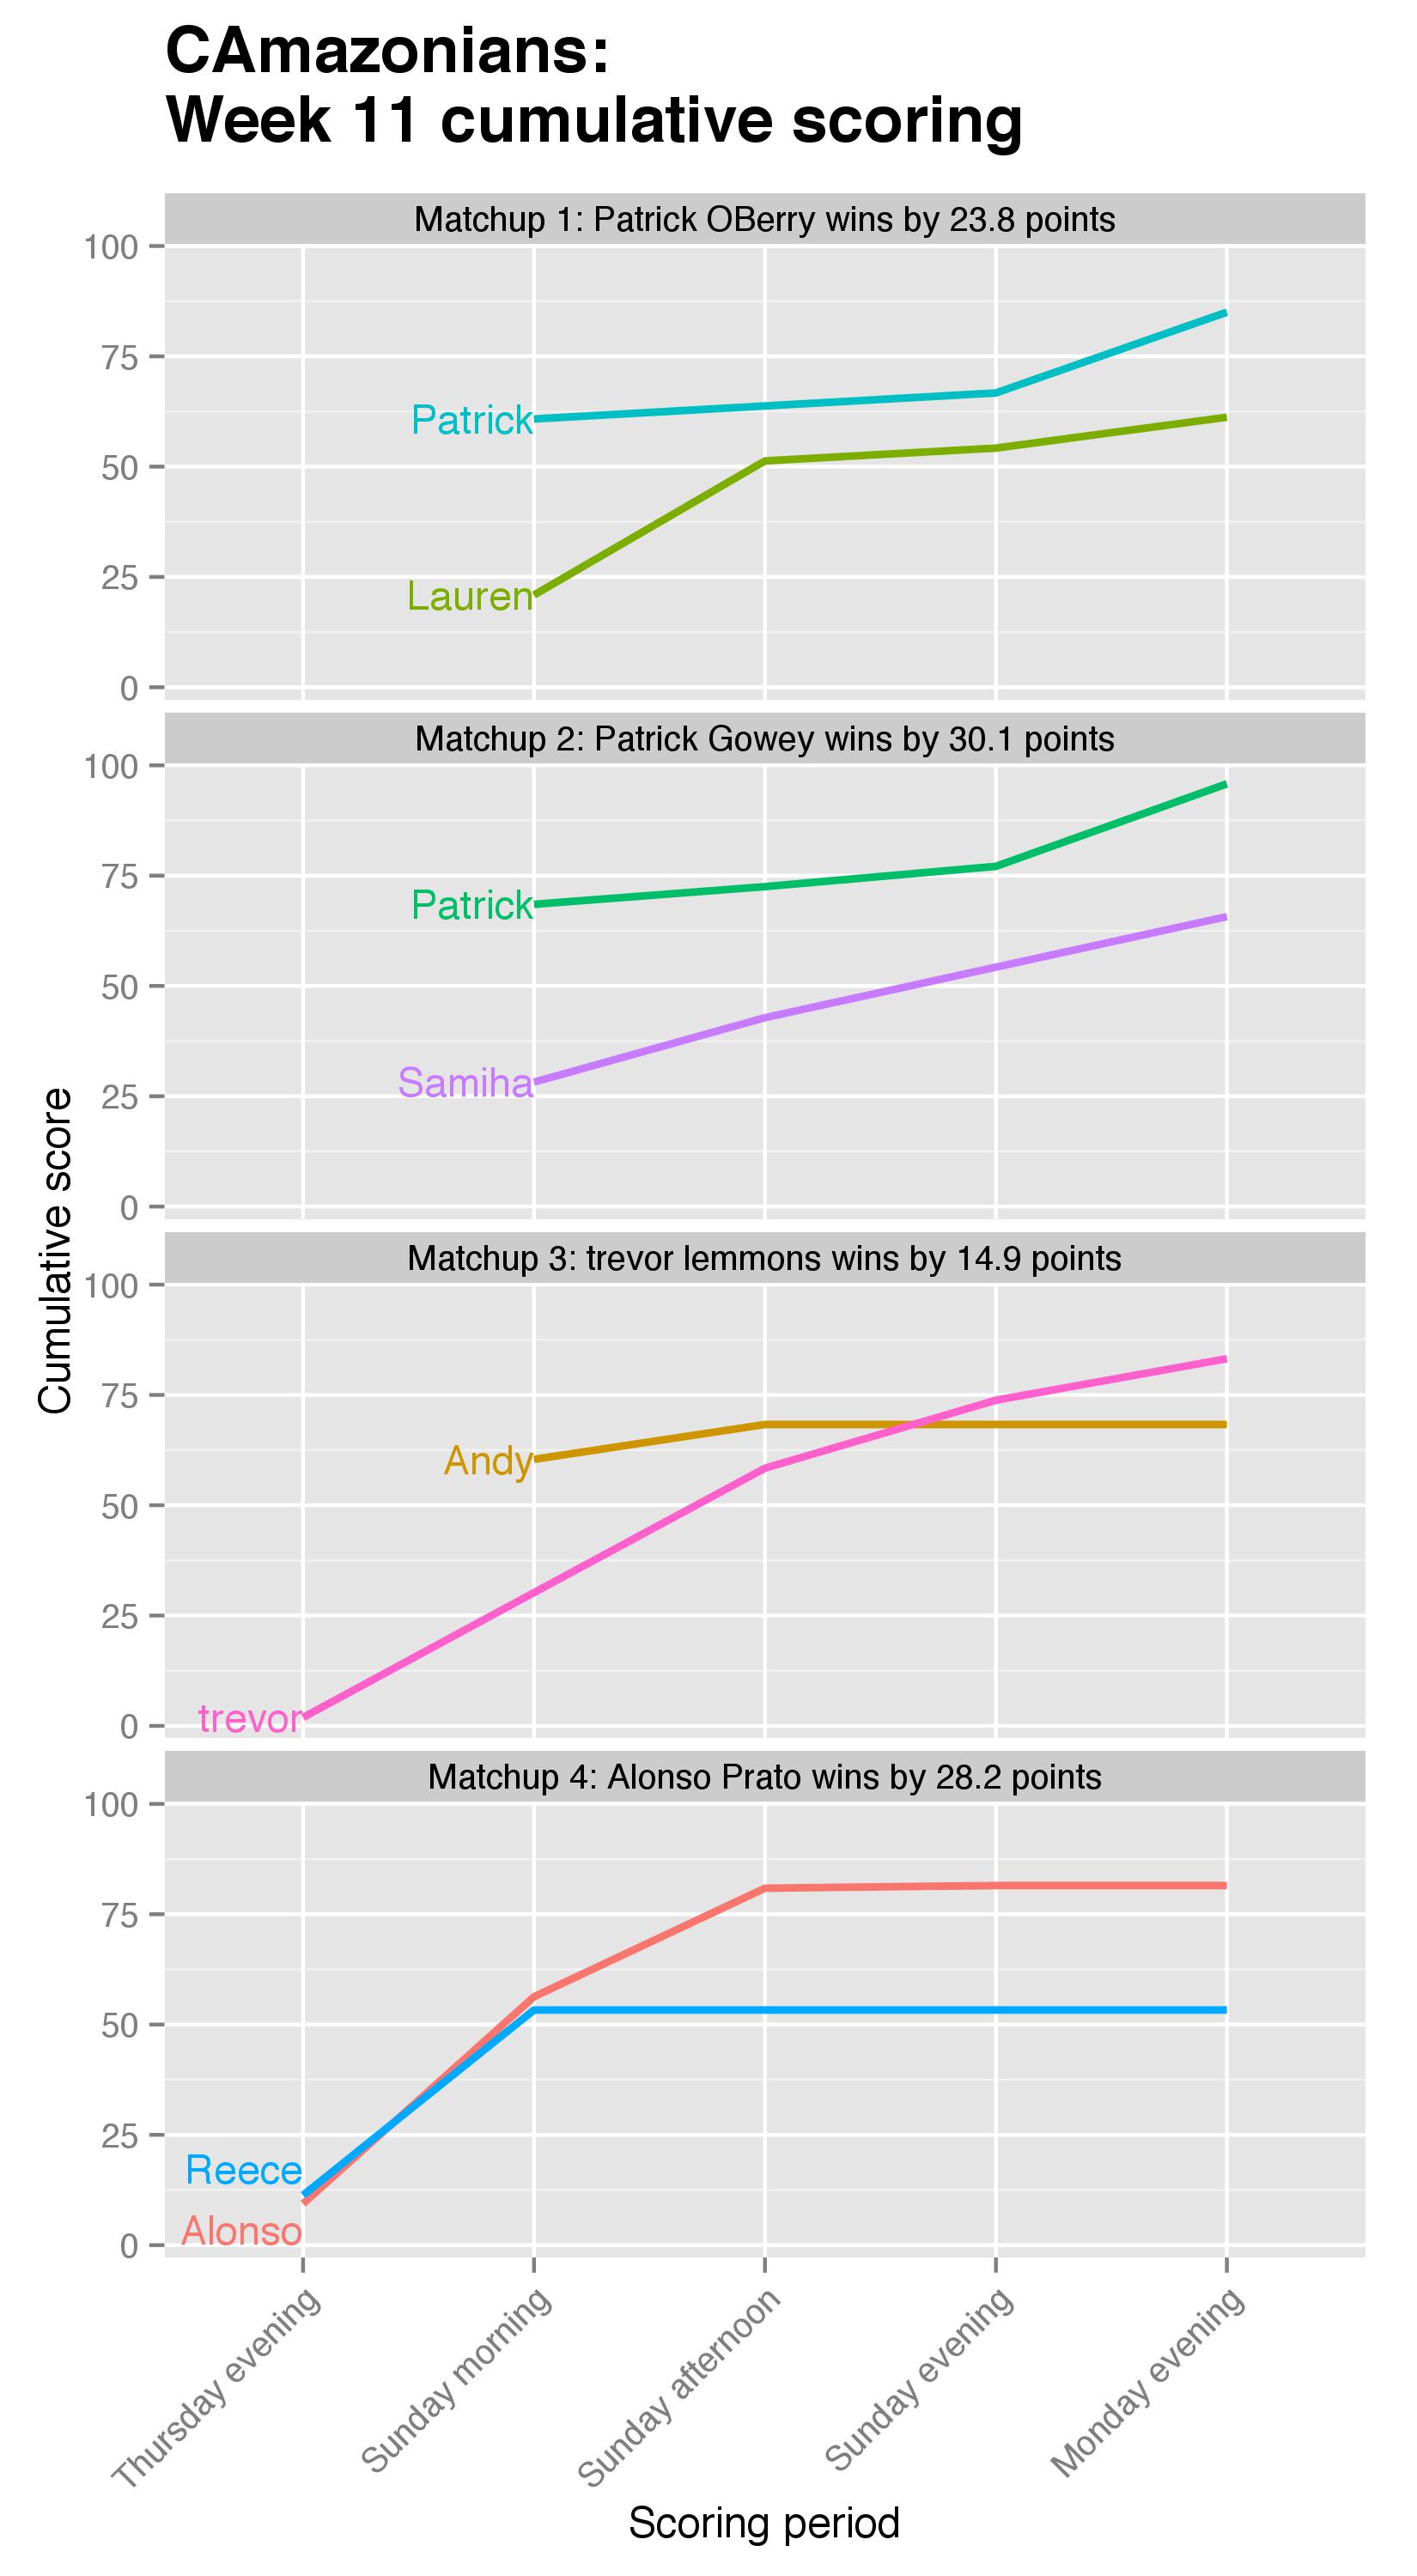 CAmazonians:
Week 11 cumulative scoring
Matchup 1: Patrick OBerry wins by 23.8 points
100
75
50
25
0
Patrick
Lauren
Matchup 2: Patrick Gowey wins by 30.1 points
100
75
50
25
0
Patrick
Samiha
Cumulative score
Matchup 3: trevor lemmons wins by 14.9 points
100
75
50
25
0
Andy
trevor
Matchup 4: Alonso Prato wins by 28.2 points
100
75
50
25
0
Reece
Alonso
Thursday evening
Sunday morning
Sunday afternoon
Sunday evening
Monday evening
Scoring period